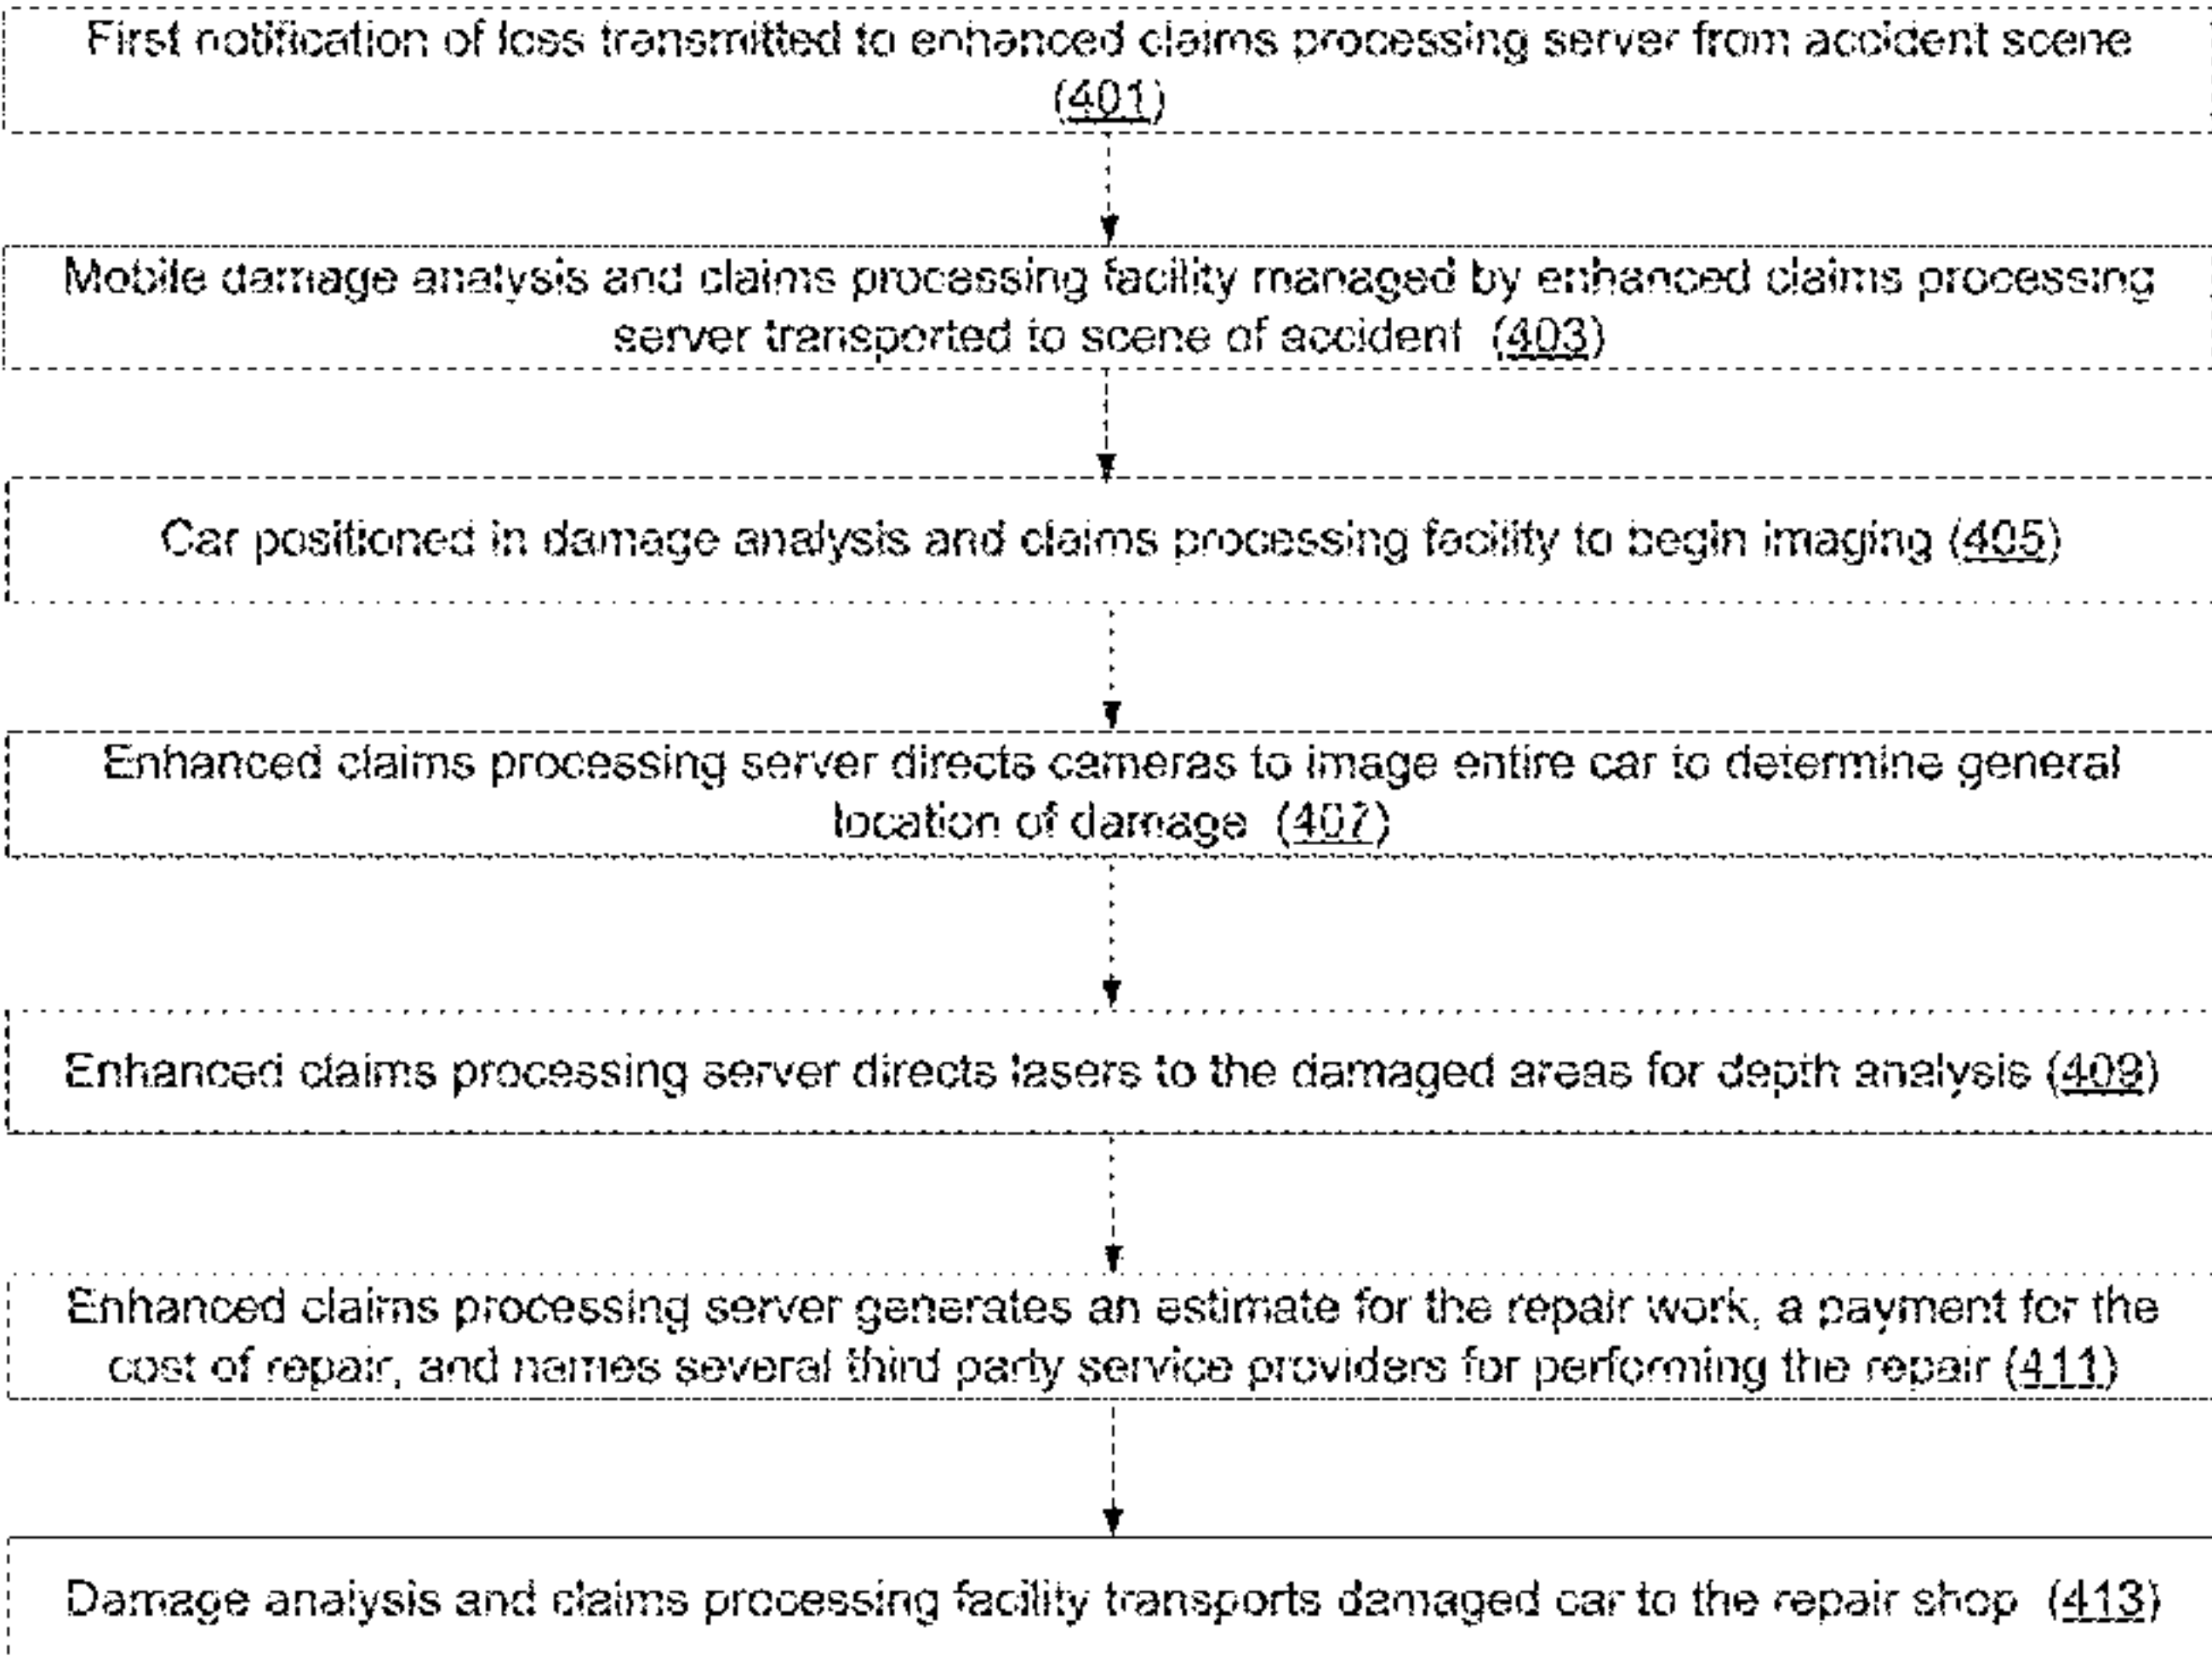 First notification of loss transmitted to enhanced claims processing server from accident scene
(401)
Mobile damage analysis and claims processing facility managed by enhanced claims processing
server transported to scene of accident (403)
Car positioned in damage analysis and claims processing facility to begin imaging (405)
Enhanced claims processing server directs cameras to image entire car to determine general
location of damage (407)
Enhanced claims processing server directs lasers to the damaged areas for depth analysis (409)
Enhanced claims processing server generates an estimate for the repair work, a payment for the
cost of repair, and names several third party service providers for performing the repair (411)
Damage analysis and claims processing facility transports damaged car to the repair shop (413)